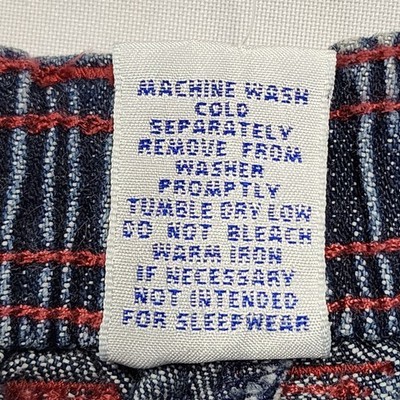 MACHINE WASH
COLD
SEPARATELY
REMOVE FROM
WASHER
PROMPTLY
TUMBLE DRY LOW
DO NOT BLEACH
WARM IRON
IF NECESSARY
NOT INTENDED
FOR SLEEPWEAR